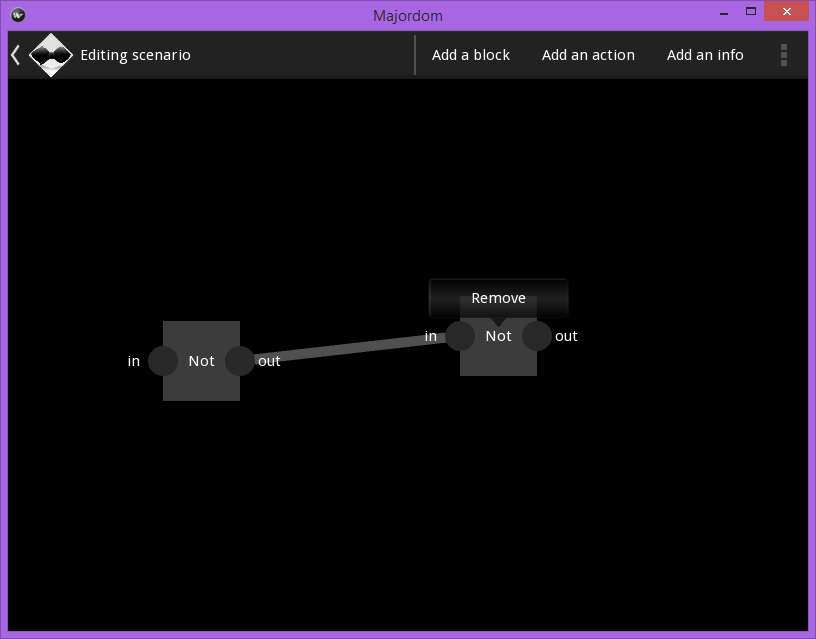 Majordom
Editing scenario
Add a block
Add an action
Add an info
Remove
in
Not
out
in
Not
out